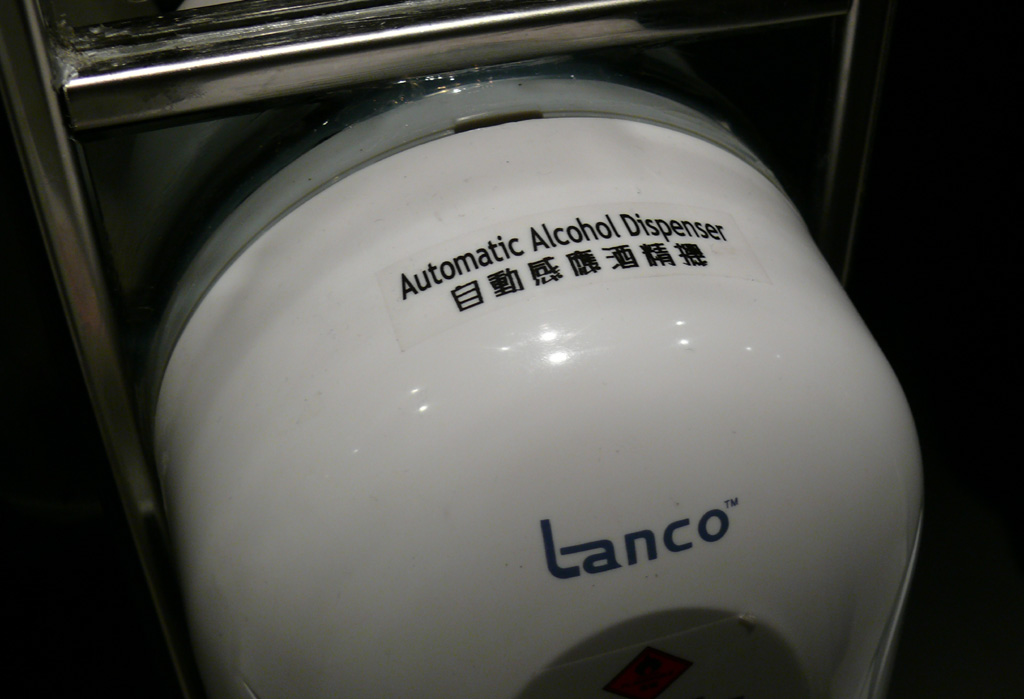 Automatic Alcohol Dispenser
自動感應酒精機
Lanco™